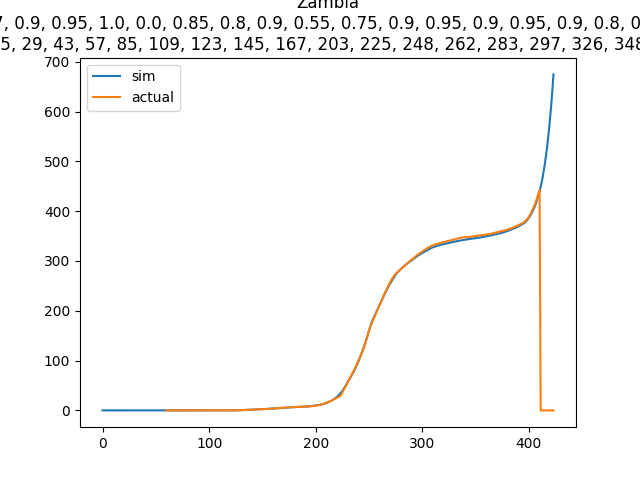 Zambia
0.9, 0.95, 1.0, 0.0, 0.85, 0.8, 0.9, 0.55, 0.75, 0.9, 0.95, 0.9, 0.95, 0.9, 0.8,
29, 43, 57, 85, 109, 123, 145, 167, 203, 225, 248, 262, 283, 297, 326, 348
700
600
500
400
300
200
100
0
sim
actual
0 100 200 300 400